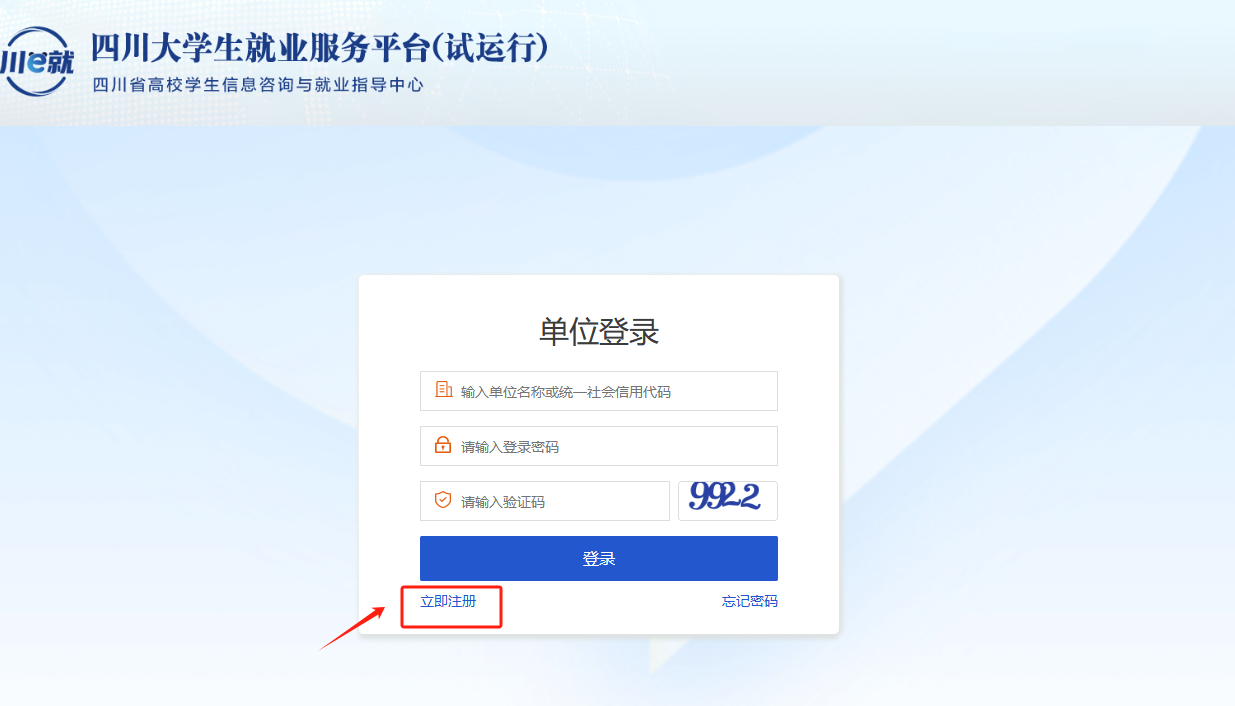 川e就
四川大学生就业服务平台(试运行)
四川省高校学生信息咨询与就业指导中心
单位登录
输入单位名称或统一社会信用代码
请输入登录密码
请输入验证码
9922
登录
立即注册
忘记密码